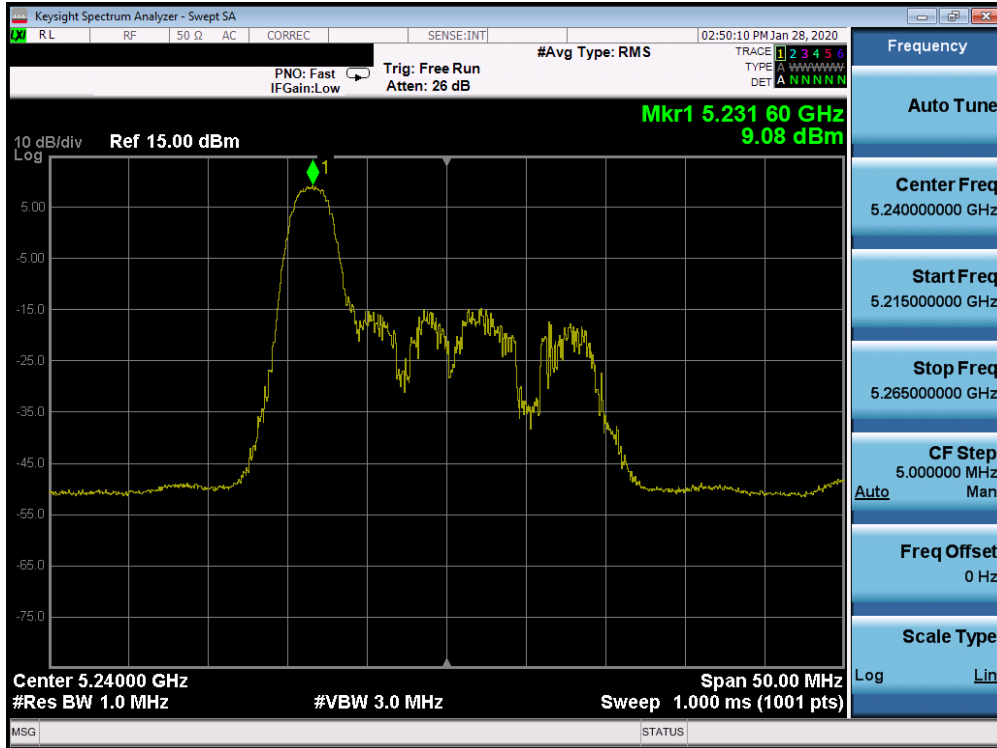 Keysight Spectrum Analyzer - Swept SA
LXI RL RF 50 Ω AC CORREC SENSE:INT 02:50:10 PM Jan 28, 2020
#Avg Type: RMS
TRACE 1 2 3 4 5 6
PNO: Fast Trig: Free Run TYPE A WWWWW
IFGain:Low Atten: 26 dB DET A N N N N N
Mkr1 5.231 60 GHz
9.08 dBm
10 dB/div Ref 15.00 dBm
Log
1
5.00
-5.00
-15.0
-25.0
-35.0
-45.0
-55.0
-65.0
-75.0
Center 5.24000 GHz Span 50.00 MHz
#Res BW 1.0 MHz #VBW 3.0 MHz Sweep 1.000 ms (1001 pts)
MSG STATUS
Frequency
Auto Tune
Center Freq
5.240000000 GHz
Start Freq
5.215000000 GHz
Stop Freq
5.265000000 GHz
CF Step
5.000000 MHz
Auto Man
Freq Offset
0 Hz
Scale Type
Log Lin